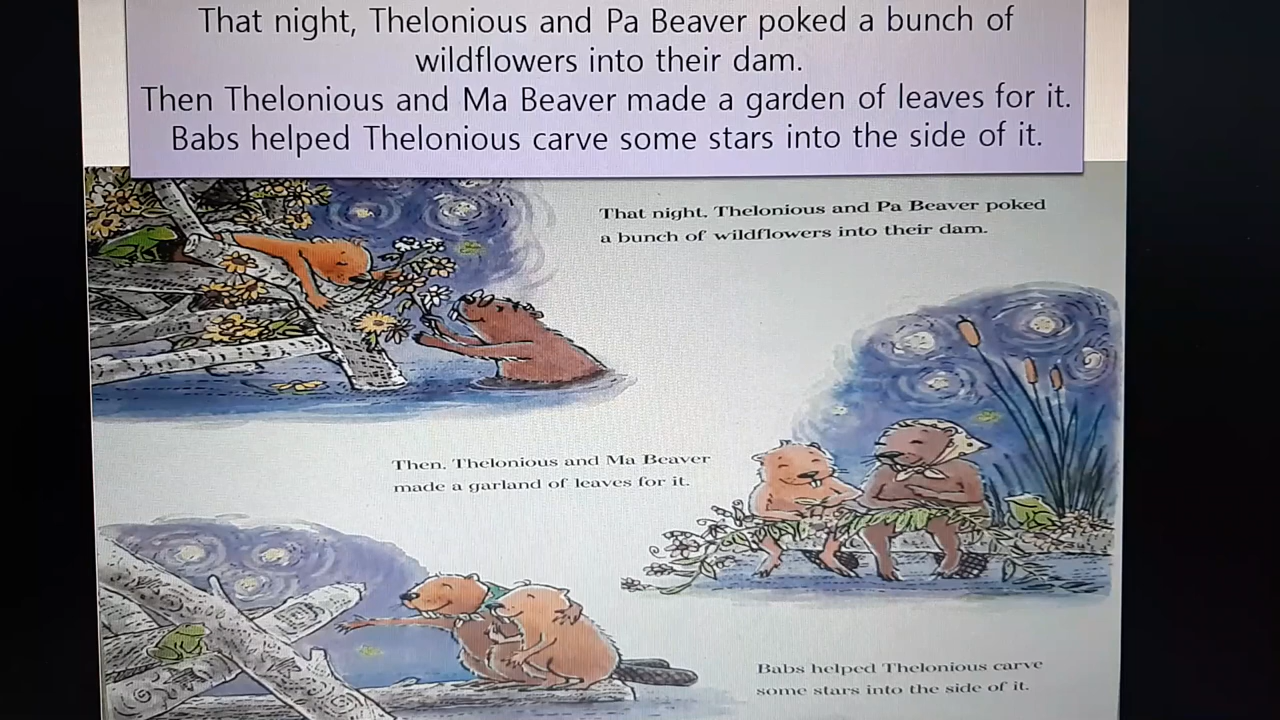 That night, Thelonious and Pa Beaver poked a bunch of
wildflowers into their dam.
Then Thelonious and Ma Beaver made a garden of leaves for it.
Babs helped Thelonious carve some stars into the side of it.
That night, Thelonious and Pa Beaver poked
a bunch of wildflowers into their dam.
Then, Thelonious and Ma Beaver
made a garland of leaves for it.
Babs helped Thelonious carve
some stars into the side of it.